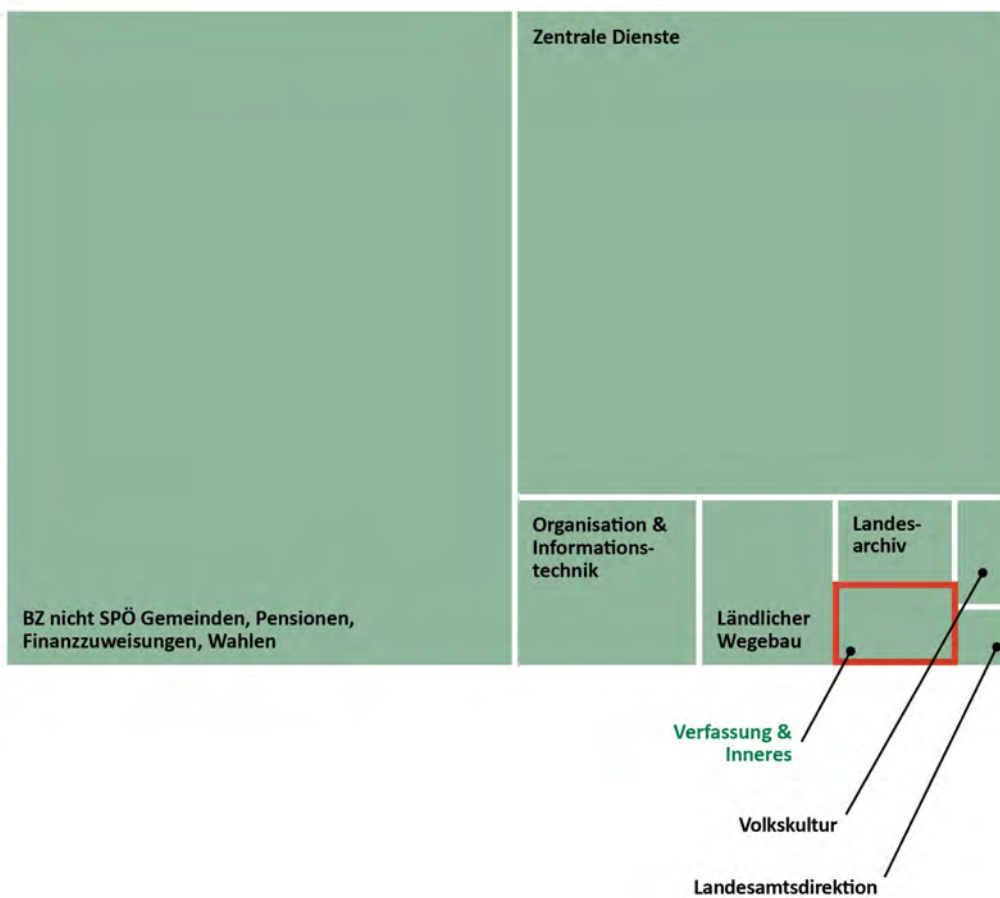 Zentrale Dienste
BZ nicht SPÖ Gemeinden, Pensionen,
Finanzzuweisungen, Wahlen
Organisation &
Informations-
technik
Ländlicher
Wegebau
Landes-
archiv
Verfassung &
Inneres
Volkskultur
Landesamtsdirektion